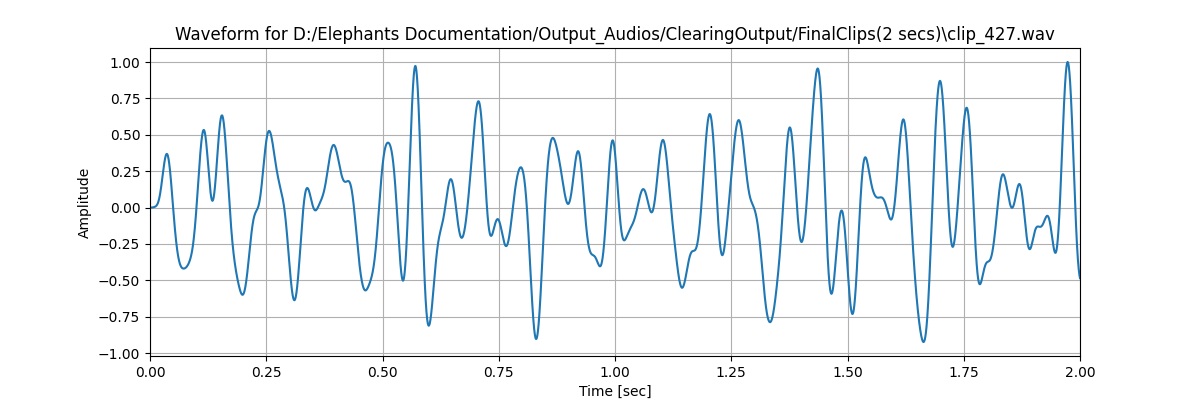 Waveform for D:/Elephants Documentation/Output_Audios/ClearingOutput/FinalClips(2 secs)\clip_427.wav
1.00
0.75
0.50
0.25
0.00
−0.25
−0.50
−0.75
−1.00
Amplitude
0.00 0.25 0.50 0.75 1.00 1.25 1.50 1.75 2.00
Time [sec]